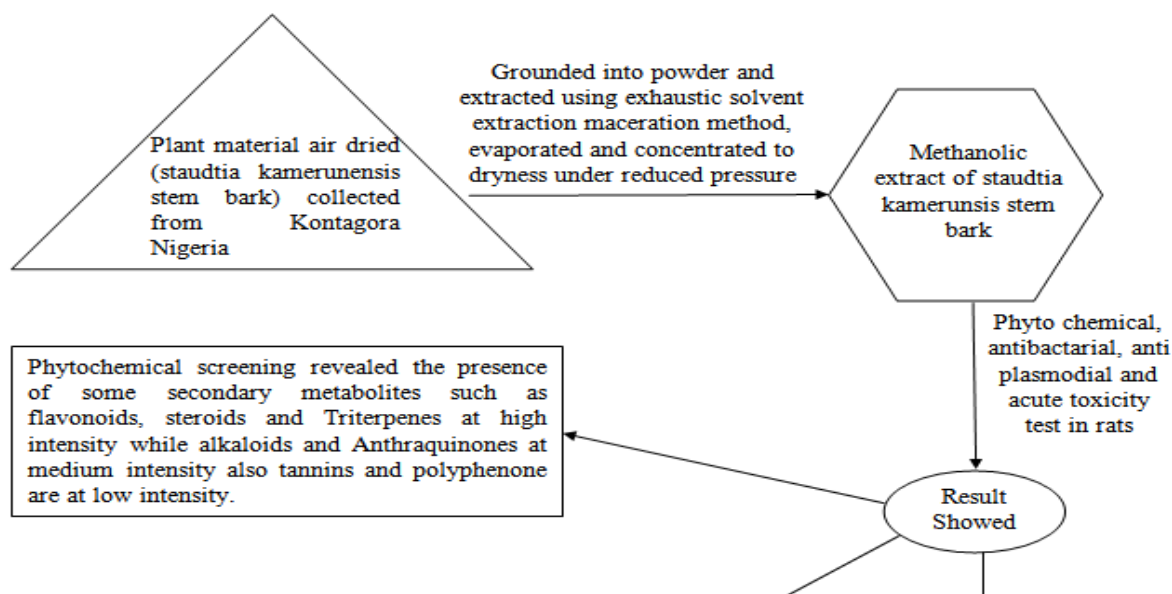 Plant material air dried
(staudtia kamerunensis
stem bark) collected
from Kontagora
Nigeria
Grounded into powder and
extracted using exhaustic solvent
extraction maceration method,
evaporated and concentrated to
dryness under reduced pressure
Methanolic
extract of staudtia
kamerunsis stem
bark
Phyto chemical,
antibactarial, anti
plasmodial and
acute toxicity
test in rats
Result
Showed
Phytochemical screening revealed the presence
of some secondary metabolites such as
flavonoids, steroids and Triterpenes at high
intensity while alkaloids and Anthraquinones at
medium intensity also tannins and polyphenone
are at low intensity.